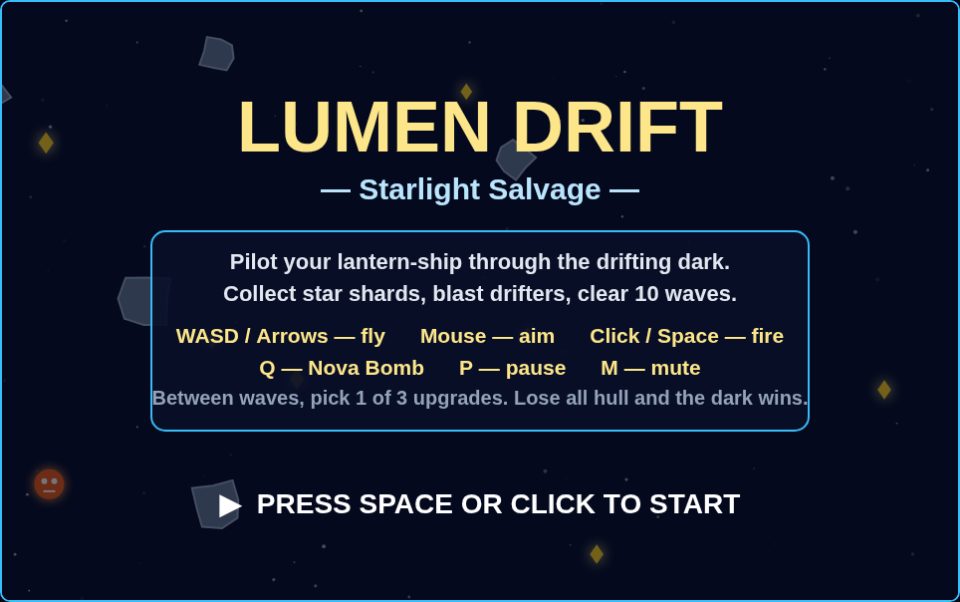 LUMEN DRIFT
— Starlight Salvage —
Pilot your lantern-ship through the drifting dark.
Collect star shards, blast drifters, clear 10 waves.
WASD / Arrows — fly Mouse — aim Click / Space — fire
Q — Nova Bomb P — pause M — mute
Between waves, pick 1 of 3 upgrades. Lose all hull and the dark wins.
▶ PRESS SPACE OR CLICK TO START